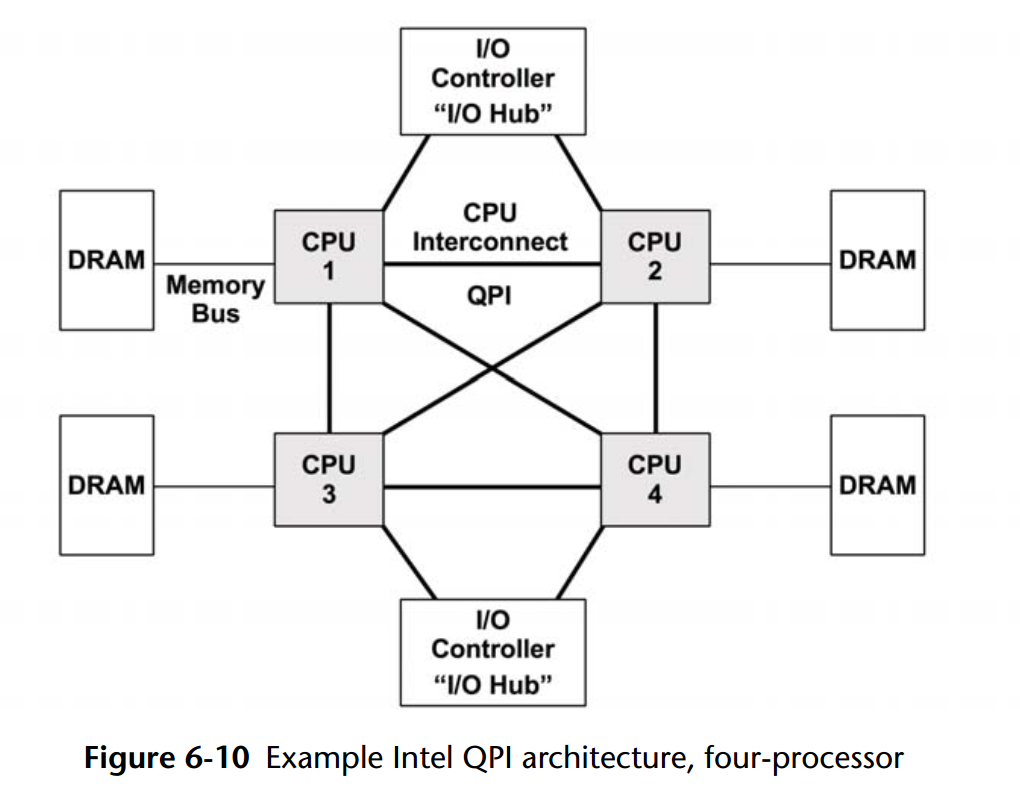 I/O
Controller
“I/O Hub”
DRAM
CPU
1
CPU
Interconnect
CPU
2
DRAM
Memory
Bus
QPI
DRAM
CPU
3
CPU
4
DRAM
I/O
Controller
“I/O Hub”
Figure 6-10 Example Intel QPI architecture, four-processor